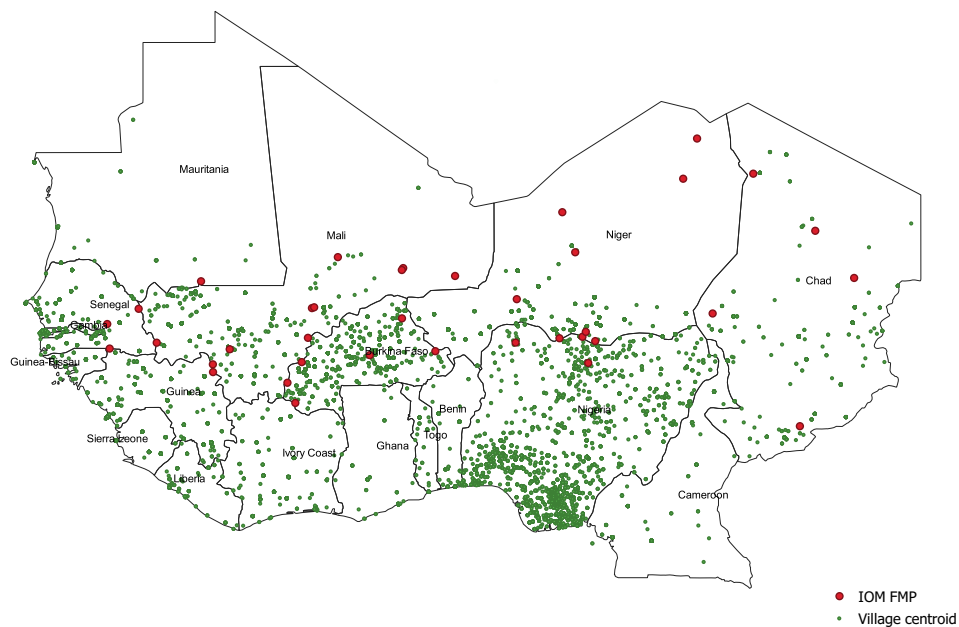 Mauritania
Mali
Niger
Chad
Senegal
Gambia
Guinea-Bissau
Burkina Faso
Guinea
Benin
Nigeria
Sierra Leone
Togo
Ghana
Ivory Coast
Liberia
Cameroon
IOM FMP
Village centroid